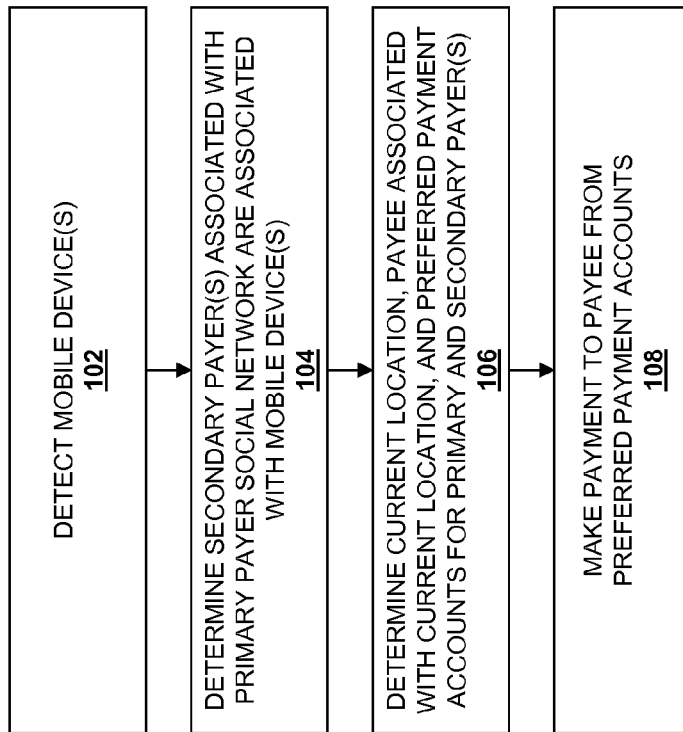 DETECT MOBILE DEVICE(S)
102
DETERMINE SECONDARY PAYER(S) ASSOCIATED WITH
PRIMARY PAYER SOCIAL NETWORK ARE ASSOCIATED
WITH MOBILE DEVICE(S)
104
DETERMINE CURRENT LOCATION, PAYEE ASSOCIATED
WITH CURRENT LOCATION, AND PREFERRED PAYMENT
ACCOUNTS FOR PRIMARY AND SECONDARY PAYER(S)
106
MAKE PAYMENT TO PAYEE FROM
PREFERRED PAYMENT ACCOUNTS
108